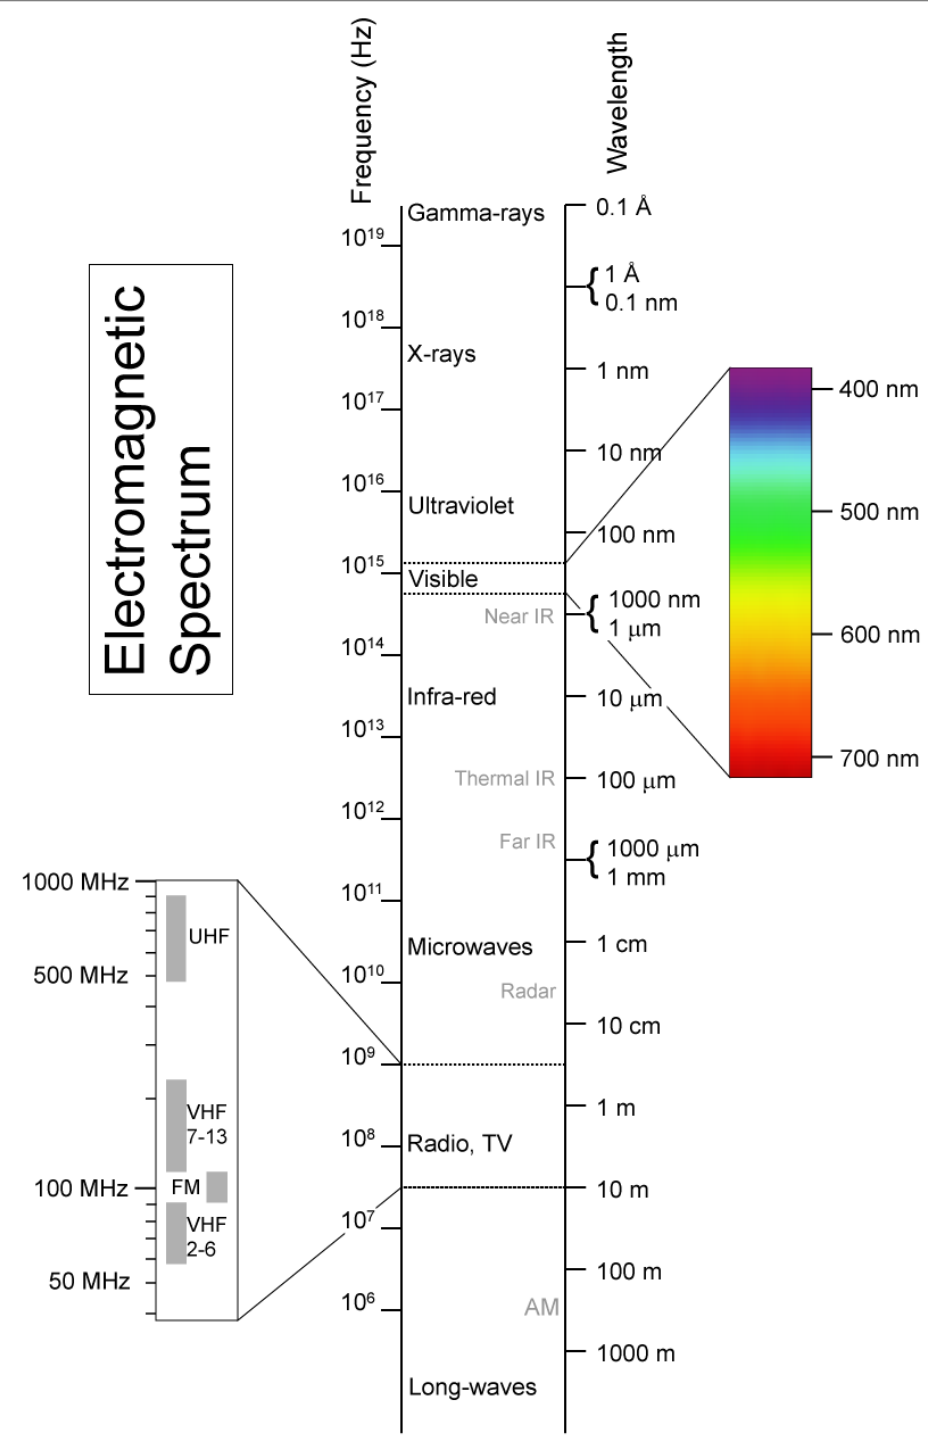 Electromagnetic
Spectrum
Frequency (Hz)
Wavelength
10¹⁹
10¹⁸
10¹⁷
10¹⁶
10¹⁵
10¹⁴
10¹³
10¹²
10¹¹
10¹⁰
10⁹
10⁸
10⁷
10⁶
Gamma-rays
X-rays
Ultraviolet
Visible
Near IR
Infra-red
Thermal IR
Far IR
Microwaves
Radar
Radio, TV
AM
Long-waves
0.1 Å
1 Å
0.1 nm
1 nm
10 nm
100 nm
1000 nm
1 μm
10 μm
100 μm
1000 μm
1 mm
1 cm
10 cm
1 m
10 m
100 m
1000 m
400 nm
500 nm
600 nm
700 nm
1000 MHz
500 MHz
100 MHz
50 MHz
UHF
VHF
7-13
FM
VHF
2-6